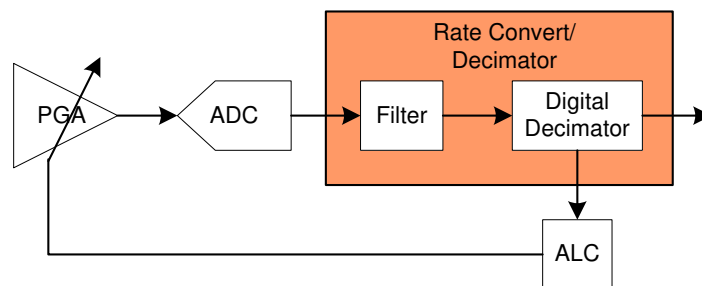 Rate Convert/
Decimator
PGA
ADC
Filter
Digital
Decimator
ALC